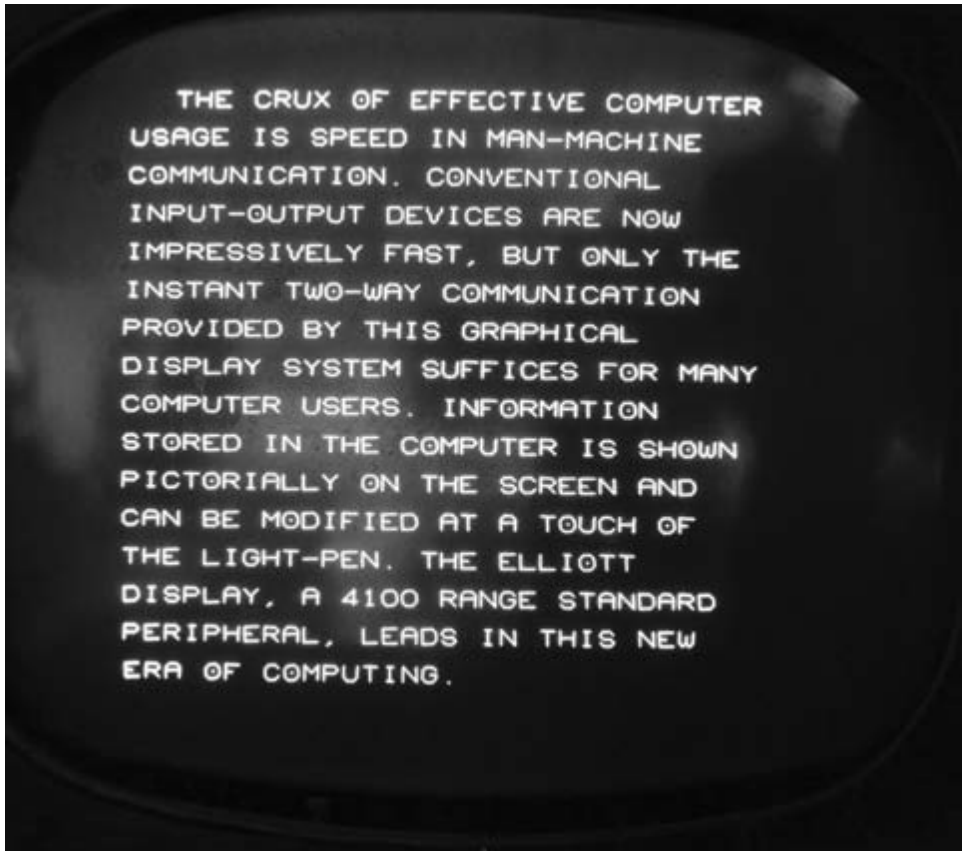 THE CRUX OF EFFECTIVE COMPUTER
USAGE IS SPEED IN MAN-MACHINE
COMMUNICATION. CONVENTIONAL
INPUT-OUTPUT DEVICES ARE NOW
IMPRESSIVELY FAST, BUT ONLY THE
INSTANT TWO-WAY COMMUNICATION
PROVIDED BY THIS GRAPHICAL
DISPLAY SYSTEM SUFFICES FOR MANY
COMPUTER USERS. INFORMATION
STORED IN THE COMPUTER IS SHOWN
PICTORIALLY ON THE SCREEN AND
CAN BE MODIFIED AT A TOUCH OF
THE LIGHT-PEN. THE ELLIOTT
DISPLAY, A 4100 RANGE STANDARD
PERIPHERAL, LEADS IN THIS NEW
ERA OF COMPUTING.